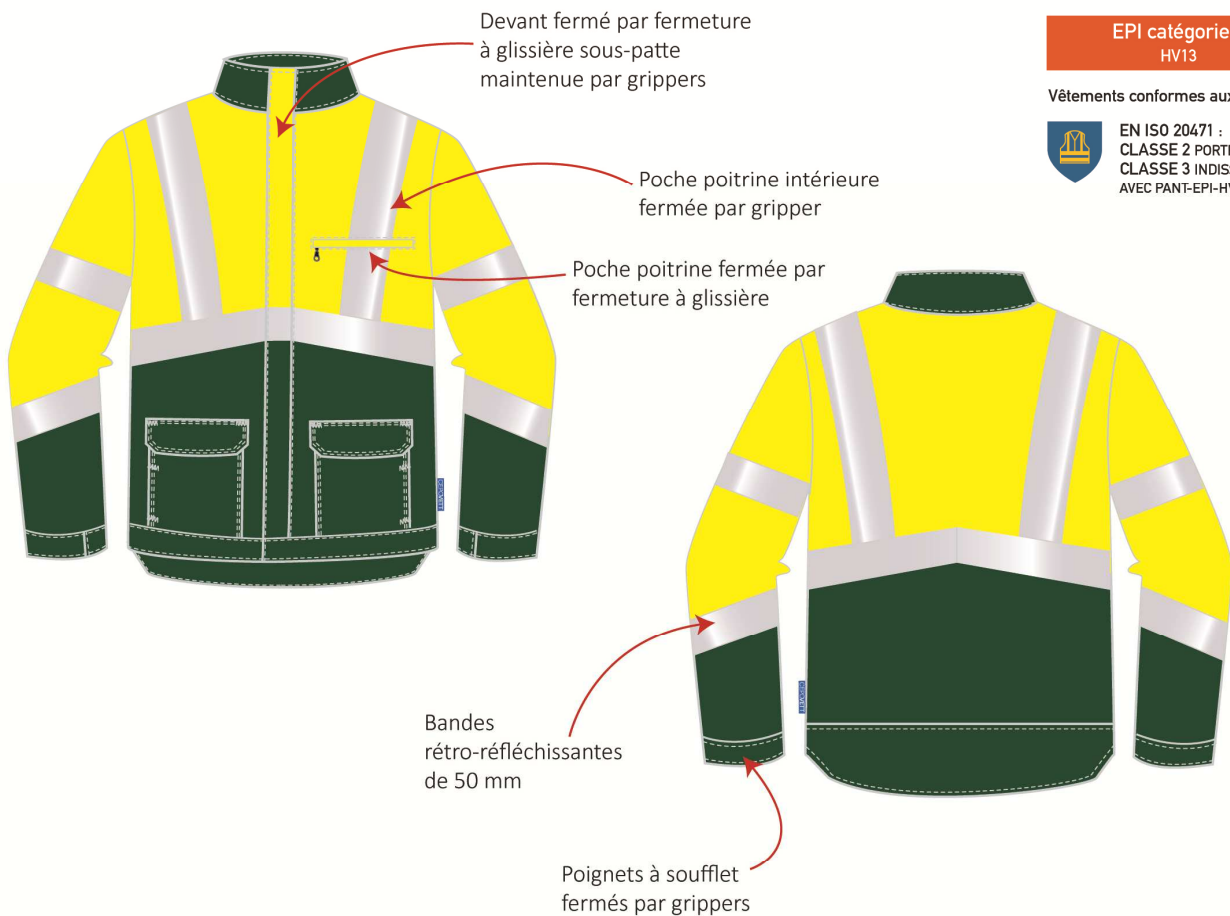 Devant fermé par fermeture
à glissière sous-patte
maintenue par grippers
EPI catégorie
HV13
Vêtements conformes aux
EN ISO 20471 :
CLASSE 2
CLASSE 3
AVEC PANT-EPI-HV
Poche poitrine intérieure
fermée par gripper
Poche poitrine fermée par
fermeture à glissière
Bandes
rétro-réfléchissantes
de 50 mm
Poignets à soufflet
fermés par grippers